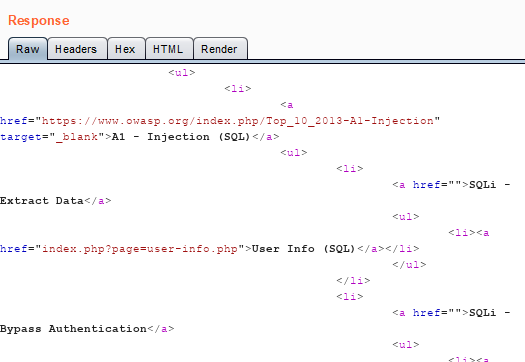 Response
Raw Headers Hex HTML Render
<ul>
<li>
<a
href="https://www.owasp.org/index.php/Top_10_2013-A1-Injection"
target="_blank">A1 - Injection (SQL)</a>
<ul>
<li>
<a href="">SQLi -
Extract Data</a>
<ul>
<li><a
href="index.php?page=user-info.php">User Info (SQL)</a></li>
</ul>
</li>
<li>
<a href="">SQLi -
Bypass Authentication</a>
<ul>
<li><a